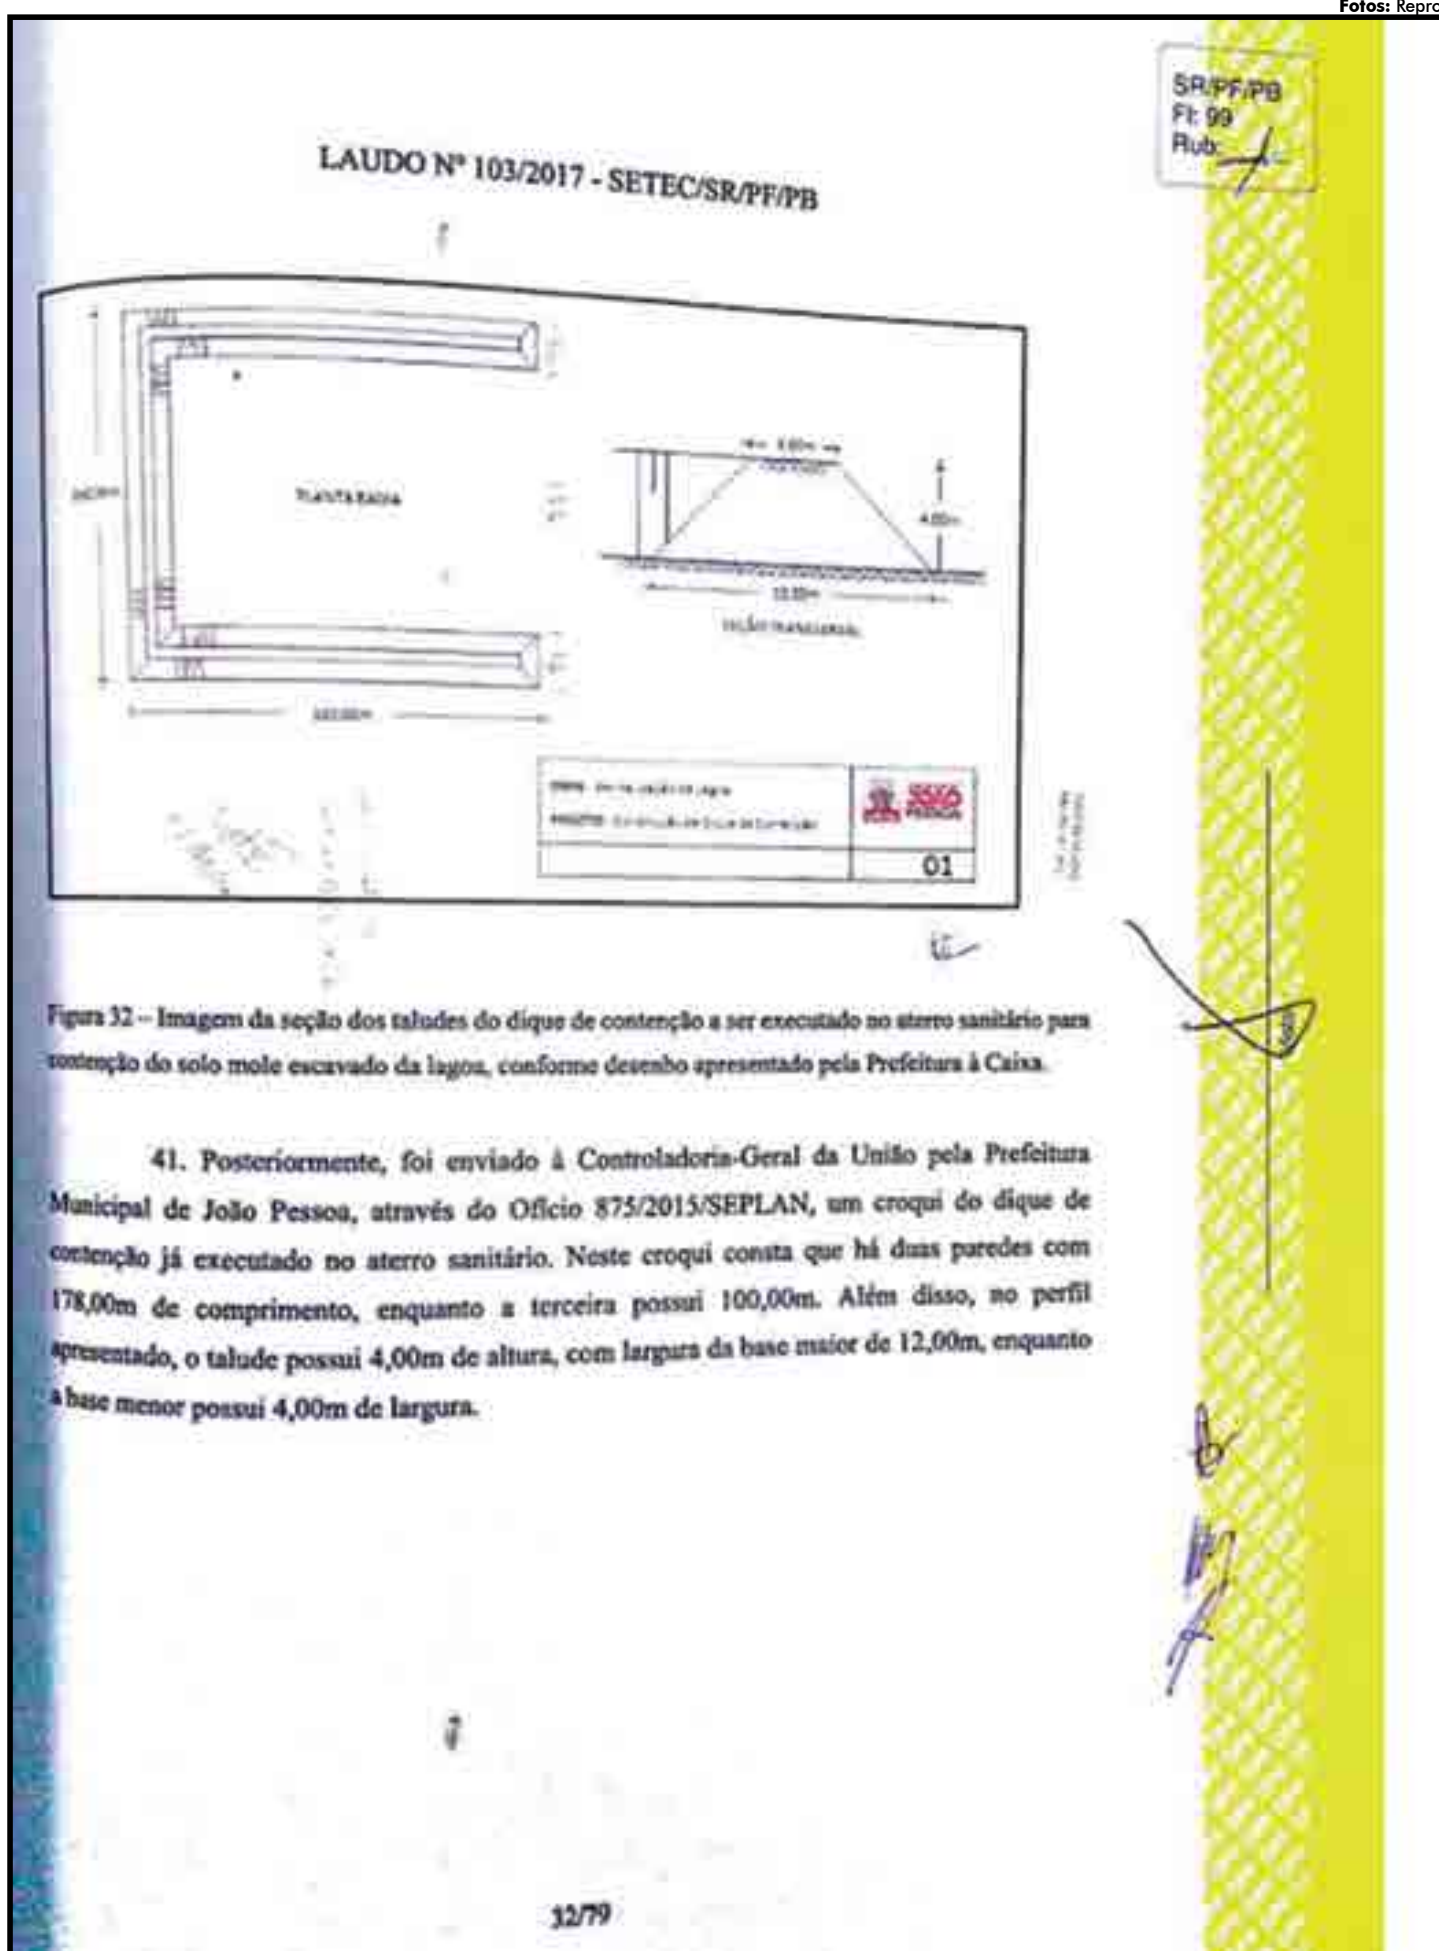 Fotos: Repro
SR/PF/PB
Fl: 99
Rub:
LAUDO Nº 103/2017 - SETEC/SR/PF/PB
PLANTA BAIXA
4.00m
SEÇÃO TRANSVERSAL
PESSOA
01
Figura 32 – Imagem da seção dos taludes do dique de contenção a ser executado no aterro sanitário para
contenção do solo mole escavado da lagoa, conforme desenho apresentado pela Prefeitura à Caixa.
41. Posteriormente, foi enviado à Controladoria-Geral da União pela Prefeitura
Municipal de João Pessoa, através do Ofício 875/2015/SEPLAN, um croqui do dique de
contenção já executado no aterro sanitário. Neste croqui consta que há duas paredes com
178,00m de comprimento, enquanto a terceira possui 100,00m. Além disso, no perfil
apresentado, o talude possui 4,00m de altura, com largura da base maior de 12,00m, enquanto
a base menor possui 4,00m de largura.
32/79